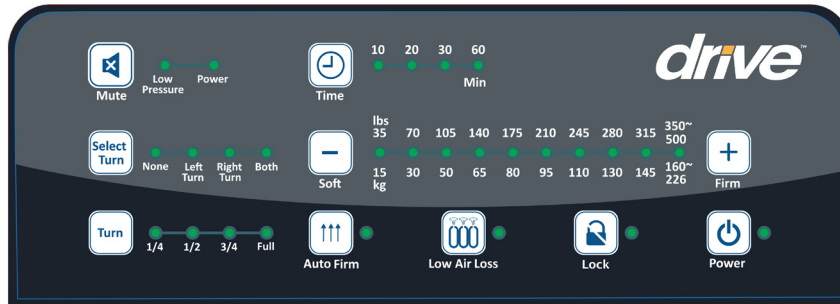 10 20 30 60
drive™
Low Pressure
Power
Min
Mute
Time
lbs
35 70 105 140 175 210 245 280 315 350~500
Select Turn
None
Left Turn
Right Turn
Both
Soft
15 30 50 65 80 95 110 130 145 160~226
kg
Firm
Turn
1/4 1/2 3/4 Full
Auto Firm
Low Air Loss
Lock
Power